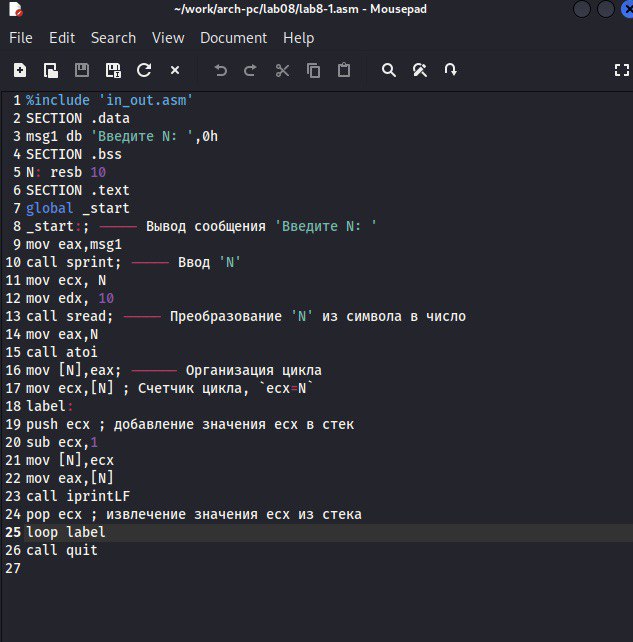 ~/work/arch-pc/lab08/lab8-1.asm - Mousepad
File Edit Search View Document Help
1 %include 'in_out.asm'
2 SECTION .data
3 msg1 db 'Введите N: ',0h
4 SECTION .bss
5 N: resb 10
6 SECTION .text
7 global _start
8 _start:; ----- Вывод сообщения 'Введите N: '
9 mov eax,msg1
10 call sprint; ----- Ввод 'N'
11 mov ecx, N
12 mov edx, 10
13 call sread; ----- Преобразование 'N' из символа в число
14 mov eax,N
15 call atoi
16 mov [N],eax; ------ Организация цикла
17 mov ecx,[N] ; Счетчик цикла, `ecx=N`
18 label:
19 push ecx ; добавление значения ecx в стек
20 sub ecx,1
21 mov [N],ecx
22 mov eax,[N]
23 call iprintLF
24 pop ecx ; извлечение значения ecx из стека
25 loop label
26 call quit
27